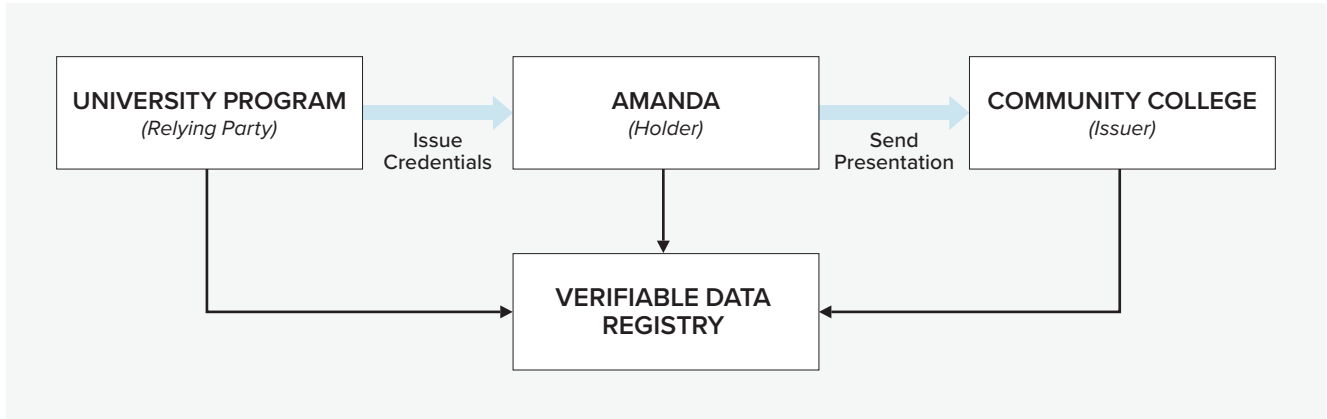 UNIVERSITY PROGRAM
(Relying Party)
Issue
Credentials
AMANDA
(Holder)
Send
Presentation
COMMUNITY COLLEGE
(Issuer)
VERIFIABLE DATA
REGISTRY